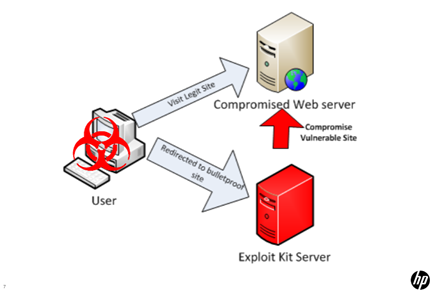 Visit Legit Site
Compromised Web server
Compromise
Vulnerable Site
Redirected to bulletproof
site
User
Exploit Kit Server
hp
7